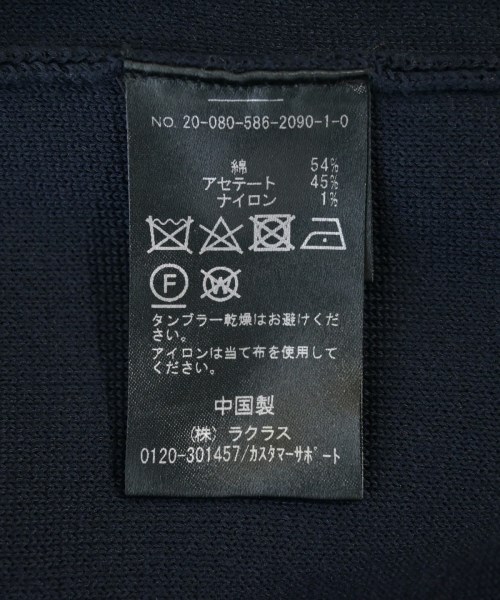 NO. 20-080-586-2090-1-0
綿 54%
アセテート 45%
ナイロン 1%
F W
タンブラー乾燥はお避けくださ
い。
アイロンは当て布を使用して
ください。
中国製
(株) ラクラス
0120-301457/カスタマーサポート